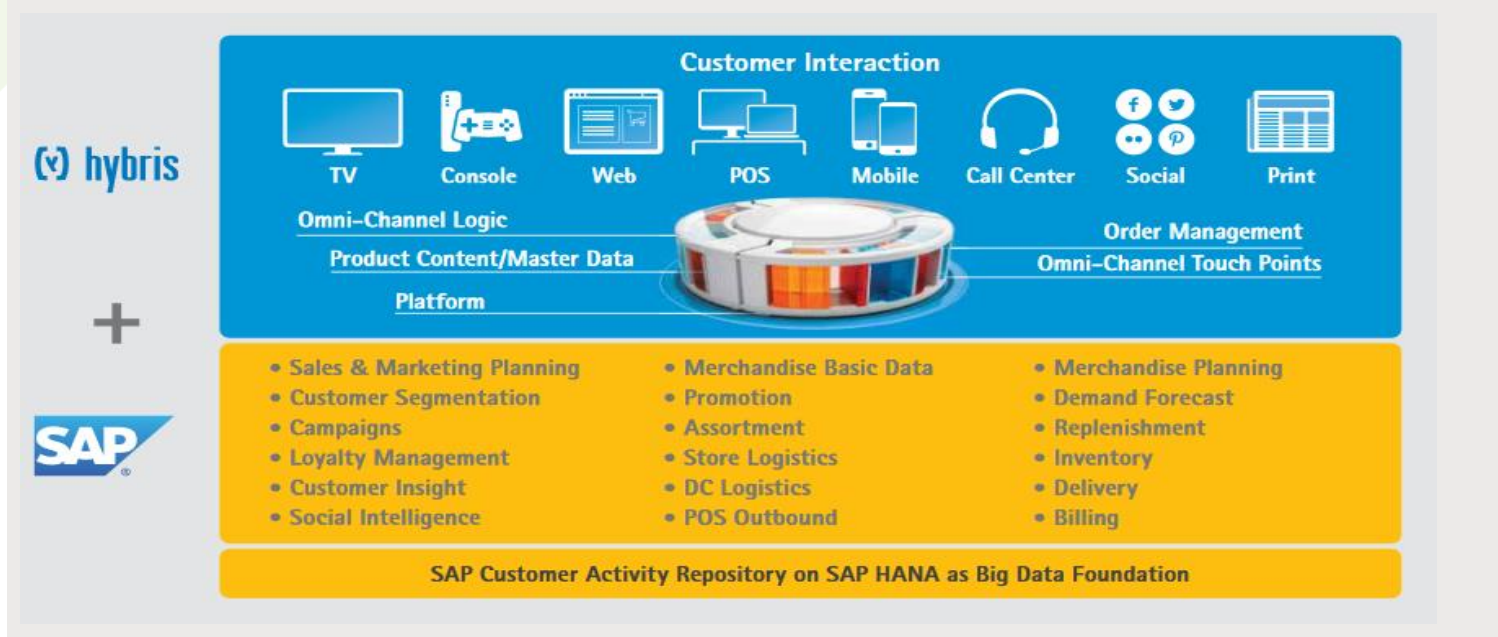 Customer Interaction
TV
Console
Web
POS
Mobile
Call Center
Social
Print
(y) hybris
Omni-Channel Logic
Product Content/Master Data
Platform
Order Management
Omni-Channel Touch Points
+
SAP®
• Sales & Marketing Planning
• Customer Segmentation
• Campaigns
• Loyalty Management
• Customer Insight
• Social Intelligence
• Merchandise Basic Data
• Promotion
• Assortment
• Store Logistics
• DC Logistics
• POS Outbound
• Merchandise Planning
• Demand Forecast
• Replenishment
• Inventory
• Delivery
• Billing
SAP Customer Activity Repository on SAP HANA as Big Data Foundation